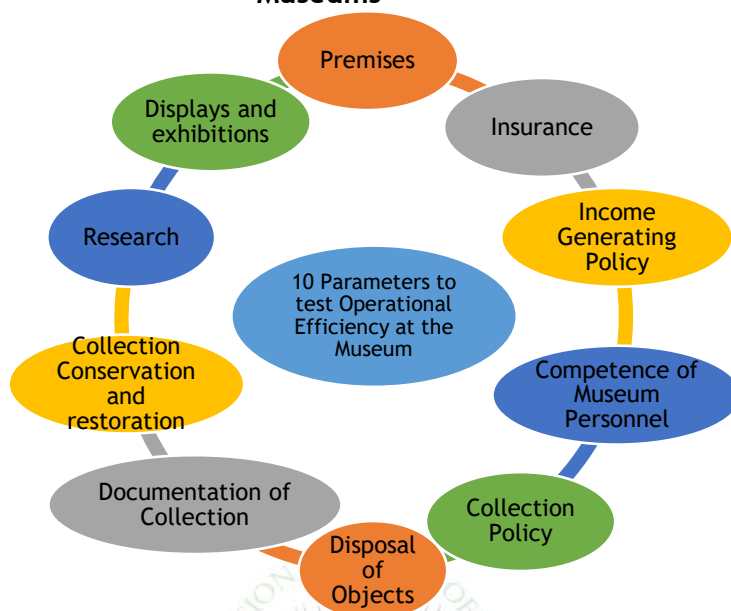 Museums
Premises
Insurance
Income
Generating
Policy
Competence of
Museum
Personnel
Collection
Policy
Disposal
of
Objects
Documentation of
Collection
Collection
Conservation
and
restoration
Research
Displays and
exhibitions
10 Parameters to
test Operational
Efficiency at the
Museum